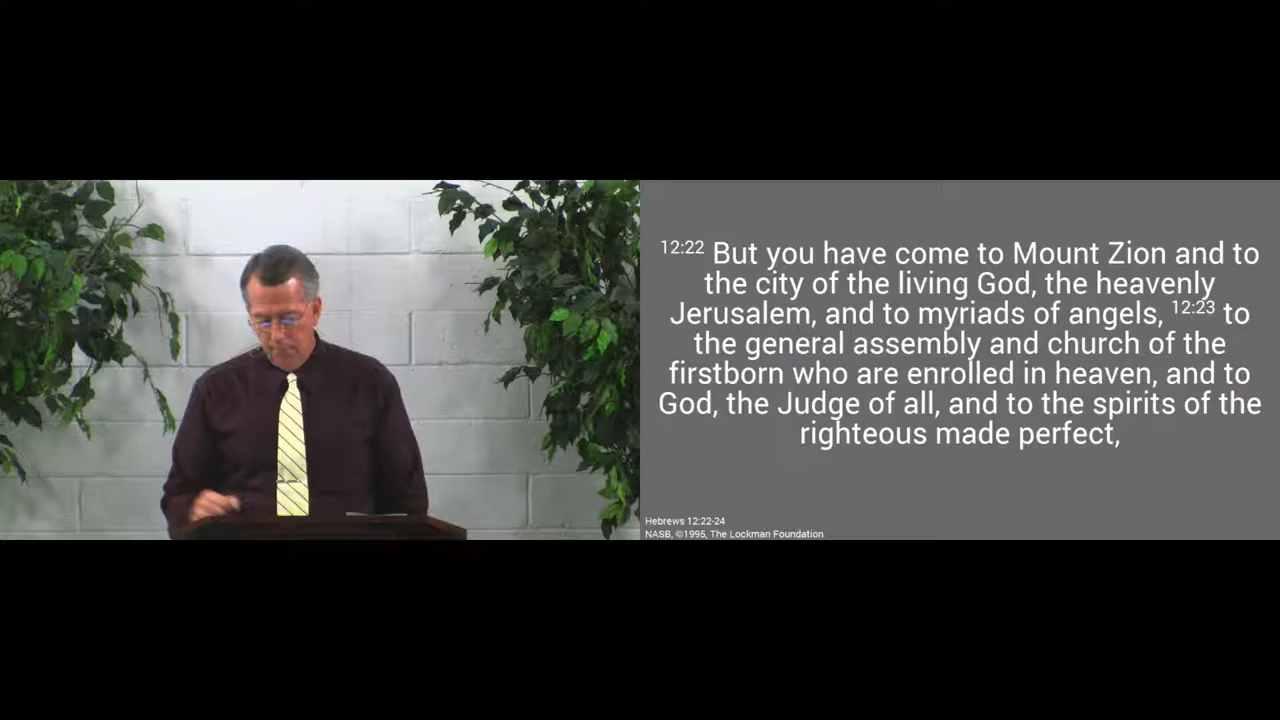 12:22 But you have come to Mount Zion and to
the city of the living God, the heavenly
Jerusalem, and to myriads of angels, 12:23 to
the general assembly and church of the
firstborn who are enrolled in heaven, and to
God, the Judge of all, and to the spirits of the
righteous made perfect,
Hebrews 12:22-24
NASB, ©1995, The Lockman Foundation